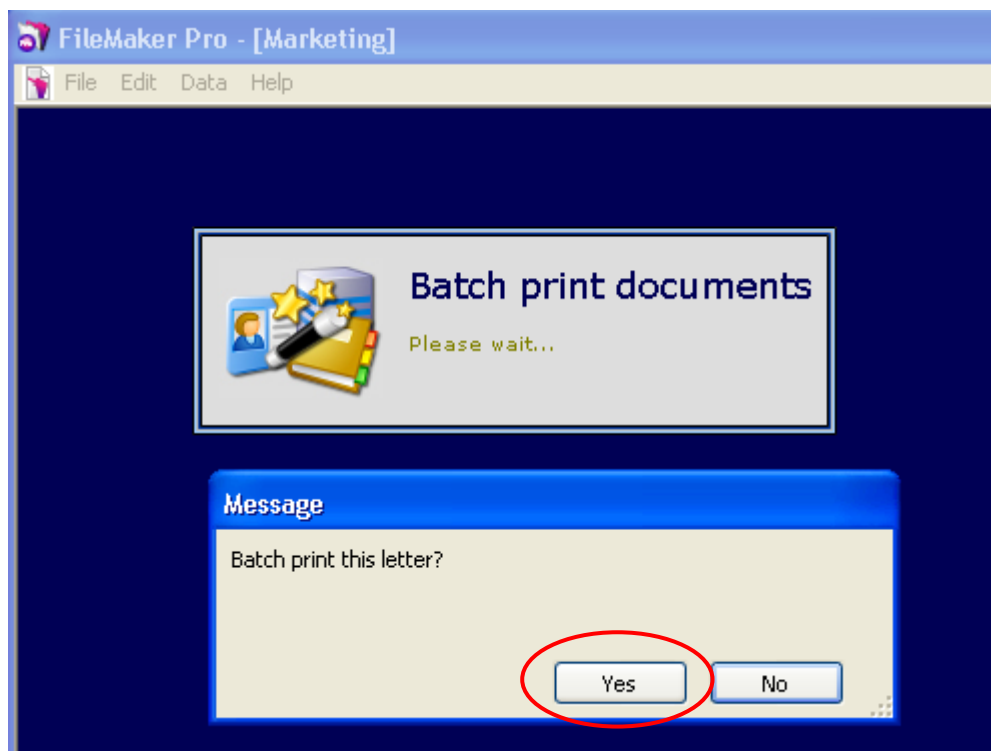 FileMaker Pro - [Marketing]
File Edit Data Help
Batch print documents
Please wait...
Message
Batch print this letter?
Yes No